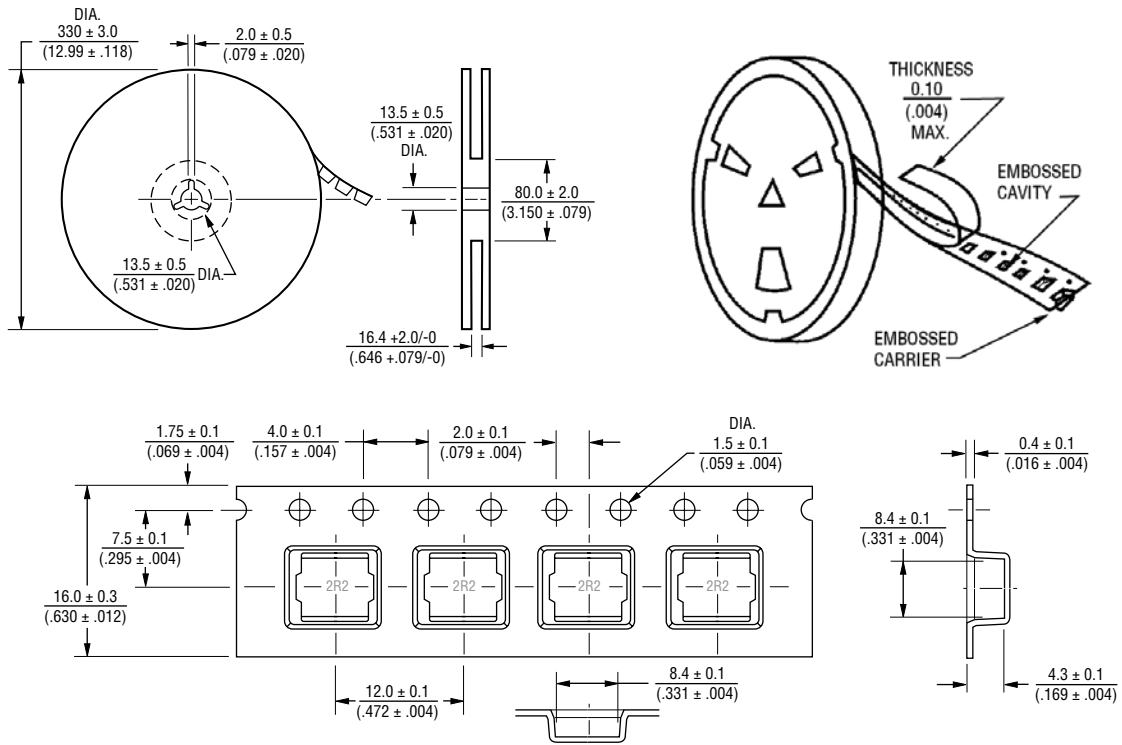 DIA.
330 ± 3.0
(12.99 ± .118)
2.0 ± 0.5
(.079 ± .020)
13.5 ± 0.5
(.531 ± .020)
DIA.
80.0 ± 2.0
(3.150 ± .079)
13.5 ± 0.5
(.531 ± .020)
DIA.
16.4 +2.0/-0
(.646 +.079/-0)
THICKNESS
0.10
(.004)
MAX.
EMBOSSED
CAVITY
EMBOSSED
CARRIER
1.75 ± 0.1
(.069 ± .004)
4.0 ± 0.1
(.157 ± .004)
2.0 ± 0.1
(.079 ± .004)
DIA.
1.5 ± 0.1
(.059 ± .004)
0.4 ± 0.1
(.016 ± .004)
7.5 ± 0.1
(.295 ± .004)
8.4 ± 0.1
(.331 ± .004)
16.0 ± 0.3
(.630 ± .012)
2R2
2R2
2R2
2R2
12.0 ± 0.1
(.472 ± .004)
8.4 ± 0.1
(.331 ± .004)
4.3 ± 0.1
(.169 ± .004)